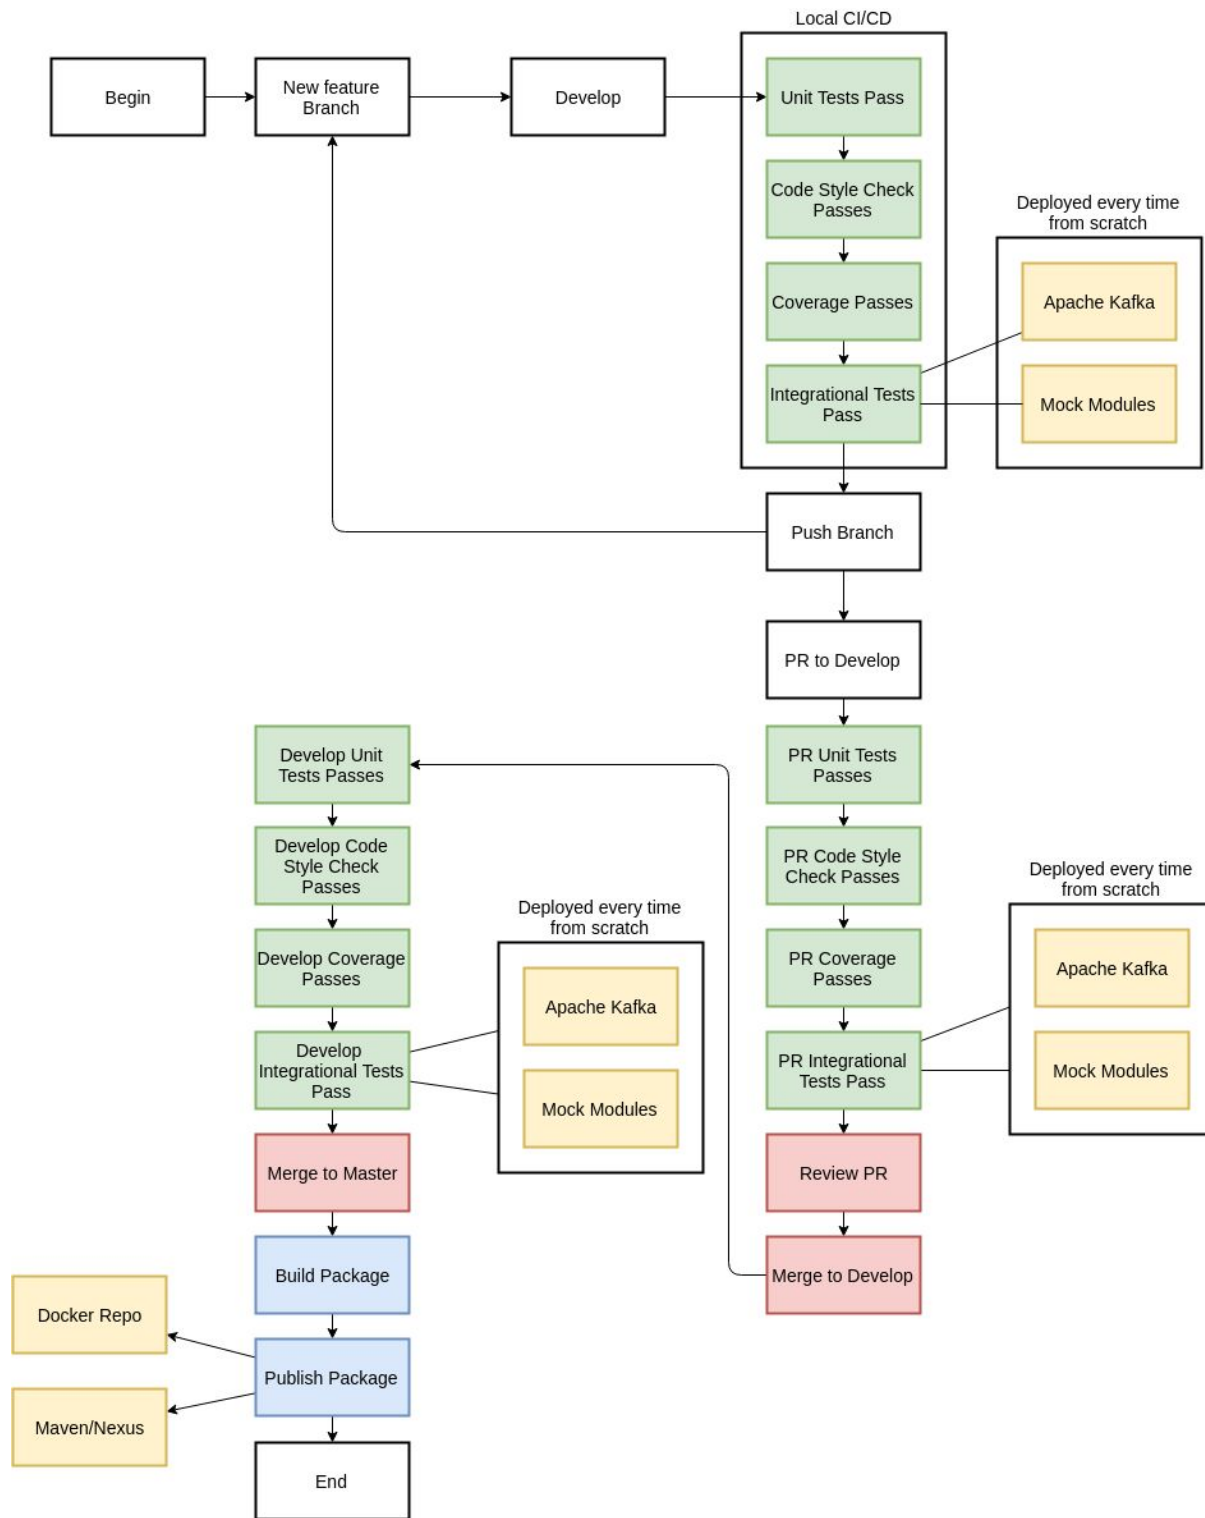 Local CI/CD
Begin
New feature
Branch
Develop
Unit Tests Pass
Code Style Check
Passes
Coverage Passes
Integrational Tests
Pass
Deployed every time
from scratch
Apache Kafka
Mock Modules
Push Branch
PR to Develop
PR Unit Tests
Passes
PR Code Style
Check Passes
PR Coverage
Passes
PR Integrational
Tests Pass
Deployed every time
from scratch
Apache Kafka
Mock Modules
Review PR
Merge to Develop
Develop Unit
Tests Passes
Develop Code
Style Check
Passes
Develop Coverage
Passes
Develop
Integrational Tests
Pass
Deployed every time
from scratch
Apache Kafka
Mock Modules
Merge to Master
Build Package
Publish Package
Docker Repo
Maven/Nexus
End